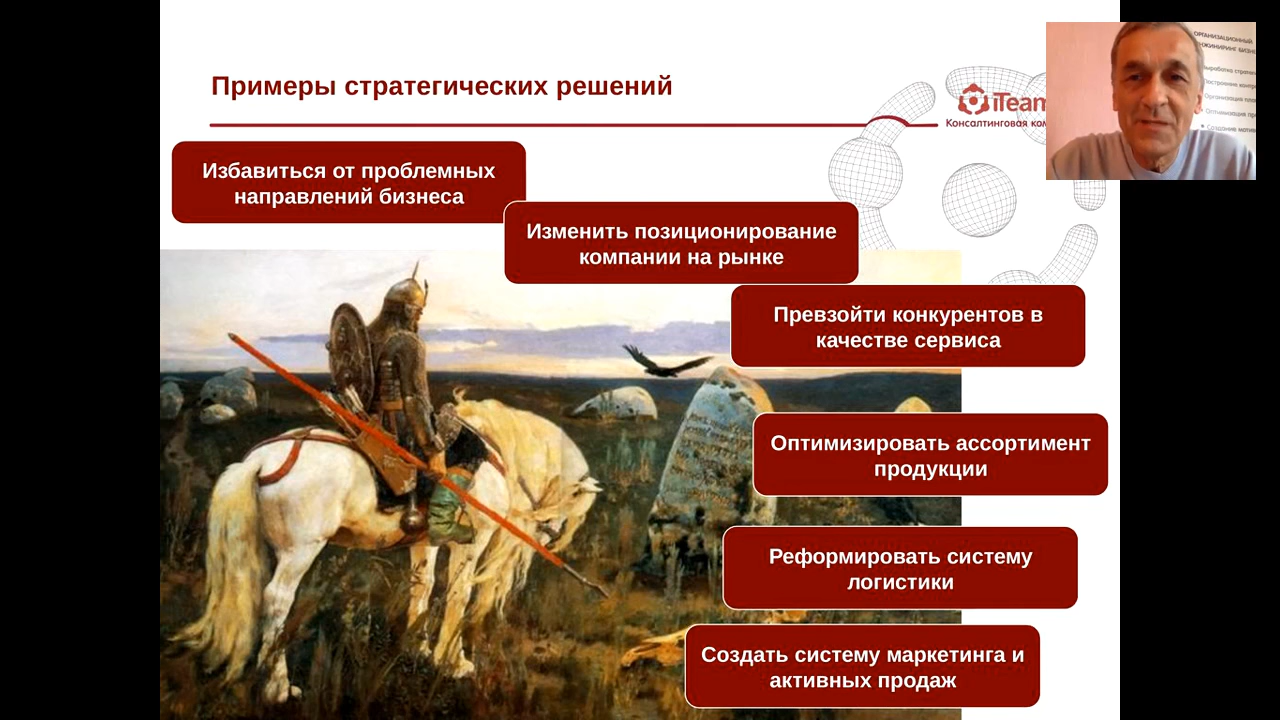 Примеры стратегических решений
iTeam
Консалтинговая
Избавиться от проблемных
направлений бизнеса
Изменить позиционирование
компании на рынке
Превзойти конкурентов в
качестве сервиса
Оптимизировать ассортимент
продукции
Реформировать систему
логистики
Создать систему маркетинга и
активных продаж
ОРГАНИЗАЦИОННЫЙ